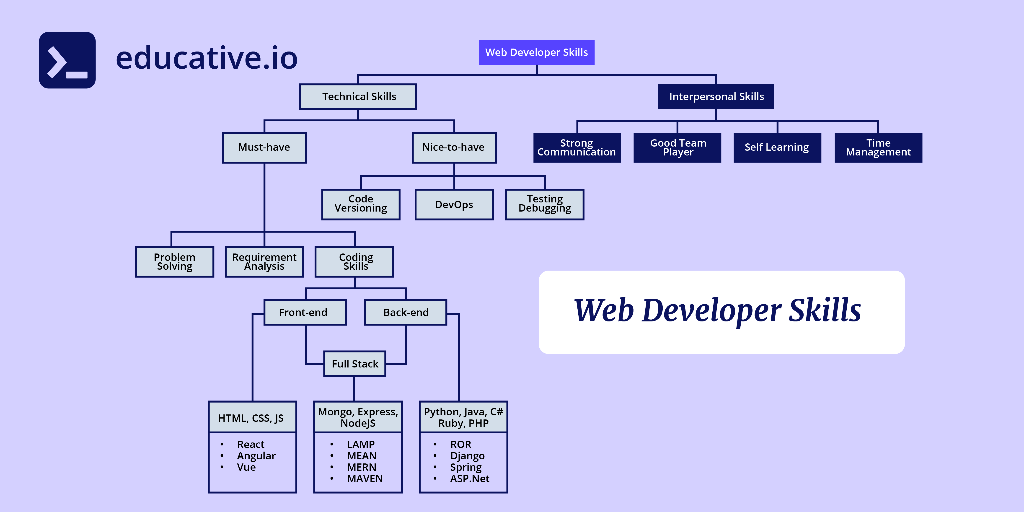 educative.io
Web Developer Skills
Technical Skills
Interpersonal Skills
Must-have
Nice-to-have
Strong
Communication
Good Team
Player
Self Learning
Time
Management
Code
Versioning
DevOps
Testing
Debugging
Problem
Solving
Requirement
Analysis
Coding
Skills
Front-end
Back-end
Full Stack
Web Developer Skills
HTML, CSS, JS
• React
• Angular
• Vue
Mongo, Express,
NodeJS
• LAMP
• MEAN
• MERN
• MAVEN
Python, Java, C#
Ruby, PHP
• ROR
• Django
• Spring
• ASP.Net